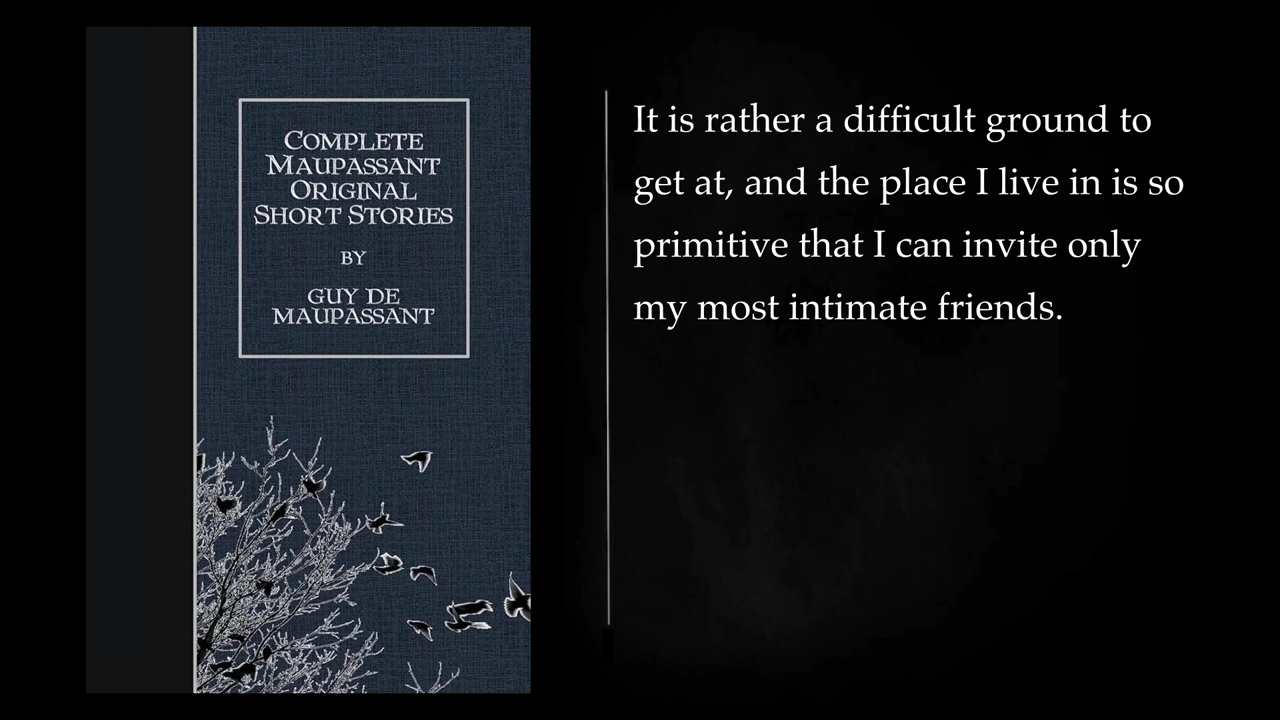 COMPLETE
MAUPASSANT
ORIGINAL
SHORT STORIES
BY
GUY DE
MAUPASSANT
It is rather a difficult ground to
get at, and the place I live in is so
primitive that I can invite only
my most intimate friends.